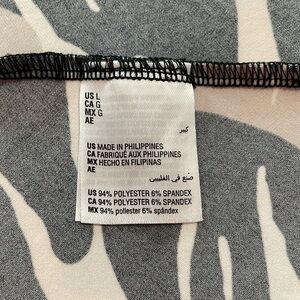 US L
CA G
MX G
AE
كبير
US MADE IN PHILIPPINES
CA FABRIQUÉ AUX PHILIPPINES
MX HECHO EN FILIPINAS
AE
صنع في الفلبين
US 94% POLYESTER 6% SPANDEX
CA 94% POLYESTER 6% SPANDEX
MX 94% poliéster 6% spándex